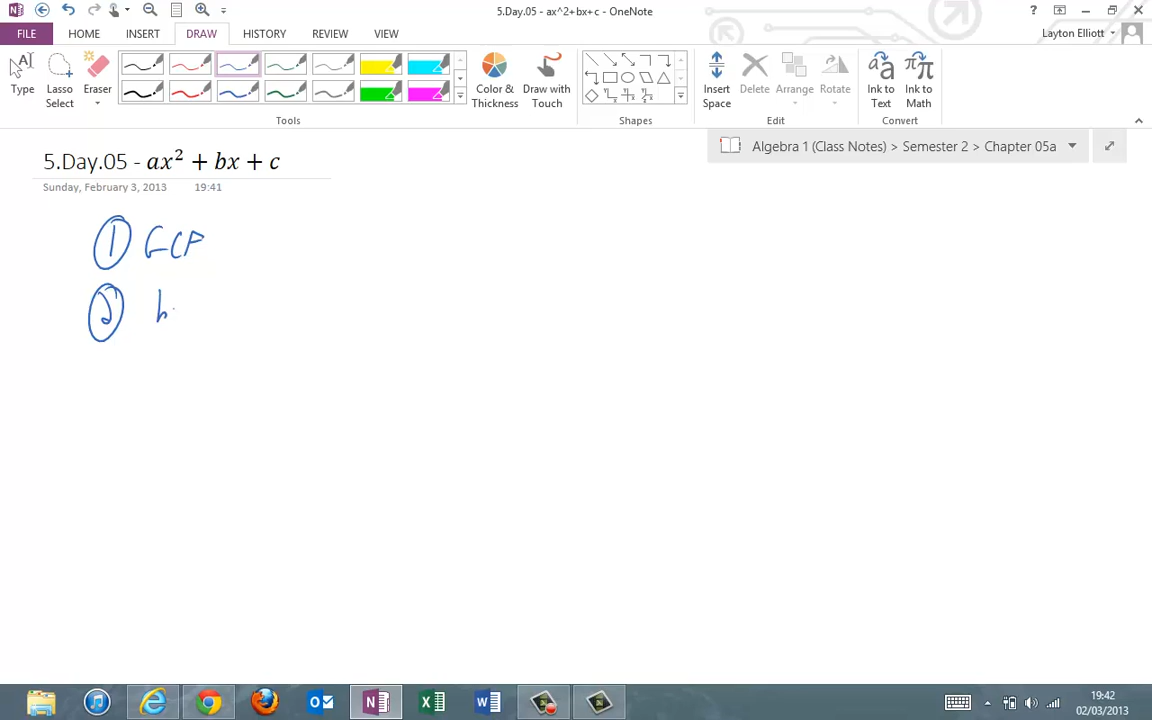 5.Day.05 - ax^2+bx+c - OneNote
FILE HOME INSERT DRAW HISTORY REVIEW VIEW
Layton Elliott
Type Lasso Select Eraser Color & Thickness Draw with Touch Insert Space Delete Arrange Rotate Ink to Text Ink to Math
Tools Shapes Edit Convert
Algebra 1 (Class Notes) > Semester 2 > Chapter 05a
5.Day.05 - ax² + bx + c
Sunday, February 3, 2013 19:41
① GCF
②
19:42
02/03/2013